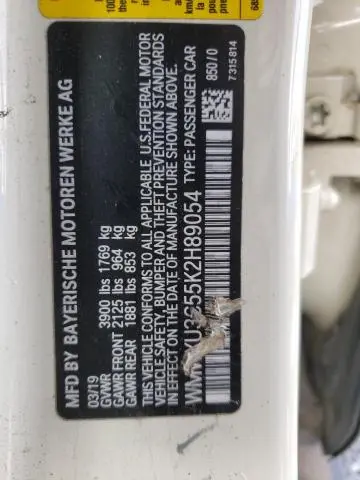 MFD BY BAYERISCHE MOTOREN WERKE AG
03/19
GVWR 3900 lbs 1769 kg
GAWR FRONT 2125 lbs 964 kg
GAWR REAR 1881 lbs 853 kg
THIS VEHICLE CONFORMS TO ALL APPLICABLE U.S.FEDERAL MOTOR
VEHICLE SAFETY, BUMPER AND THEFT PREVENTION STANDARDS
IN EFFECT ON THE DATE OF MANUFACTURE SHOWN ABOVE.
TYPE: PASSENGER CAR
850/0
7315814